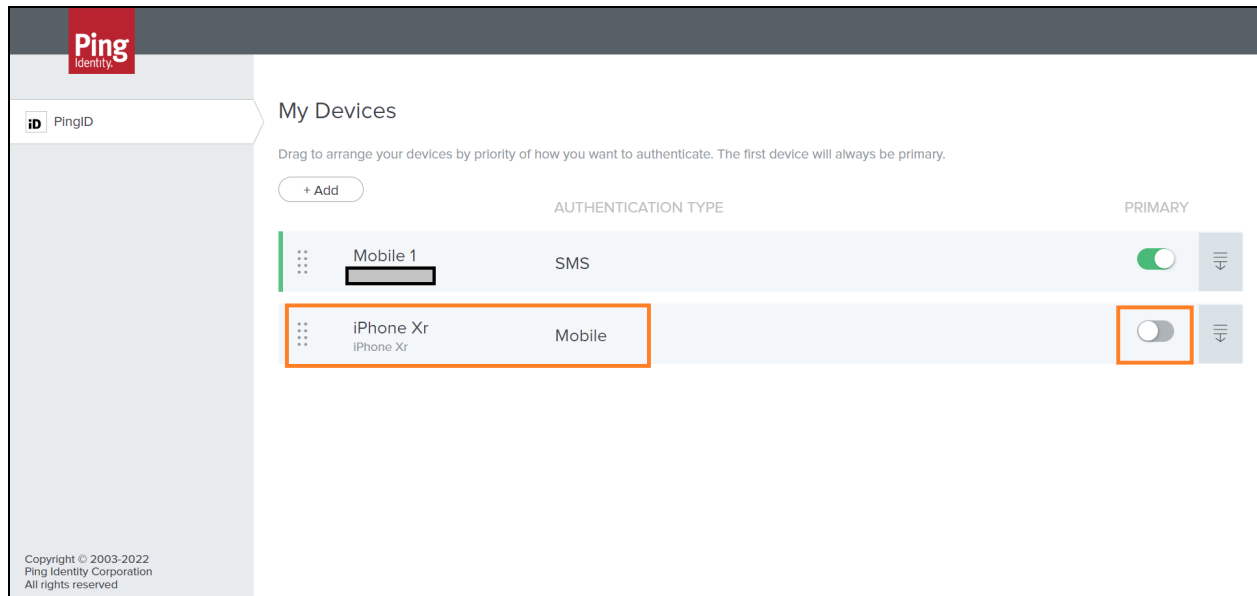 Ping
Identity.
iD PingID
My Devices
Drag to arrange your devices by priority of how you want to authenticate. The first device will always be primary.
+ Add
AUTHENTICATION TYPE PRIMARY
Mobile 1 SMS
iPhone Xr Mobile
iPhone Xr
Copyright © 2003-2022
Ping Identity Corporation
All rights reserved